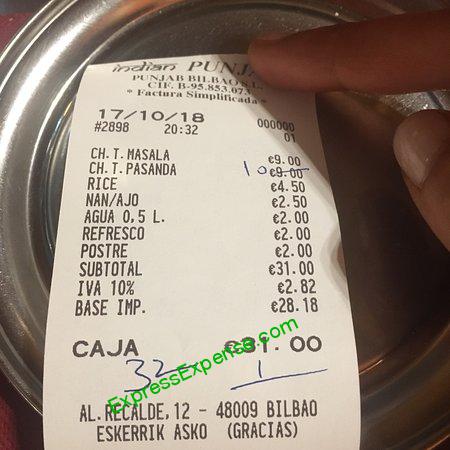 indian PUNJA
PUNJAB BILBAO S.L.
CIF. B-95.853.073
* Factura Simplificada *
17/10/18 000000
#2898 20:32 01
CH.T.MASALA €9.00
CH.T.PASANDA 10 €9.00
RICE €4.50
NAN/AJO €2.50
AGUA 0,5 L. €2.00
REFRESCO €2.00
POSTRE €2.00
SUBTOTAL €31.00
IVA 10% €2.82
BASE IMP. €28.18
CAJA €31.00
32 1
ExpressExpense.com
AL.RECALDE,12 - 48009 BILBAO
ESKERRIK ASKO (GRACIAS)